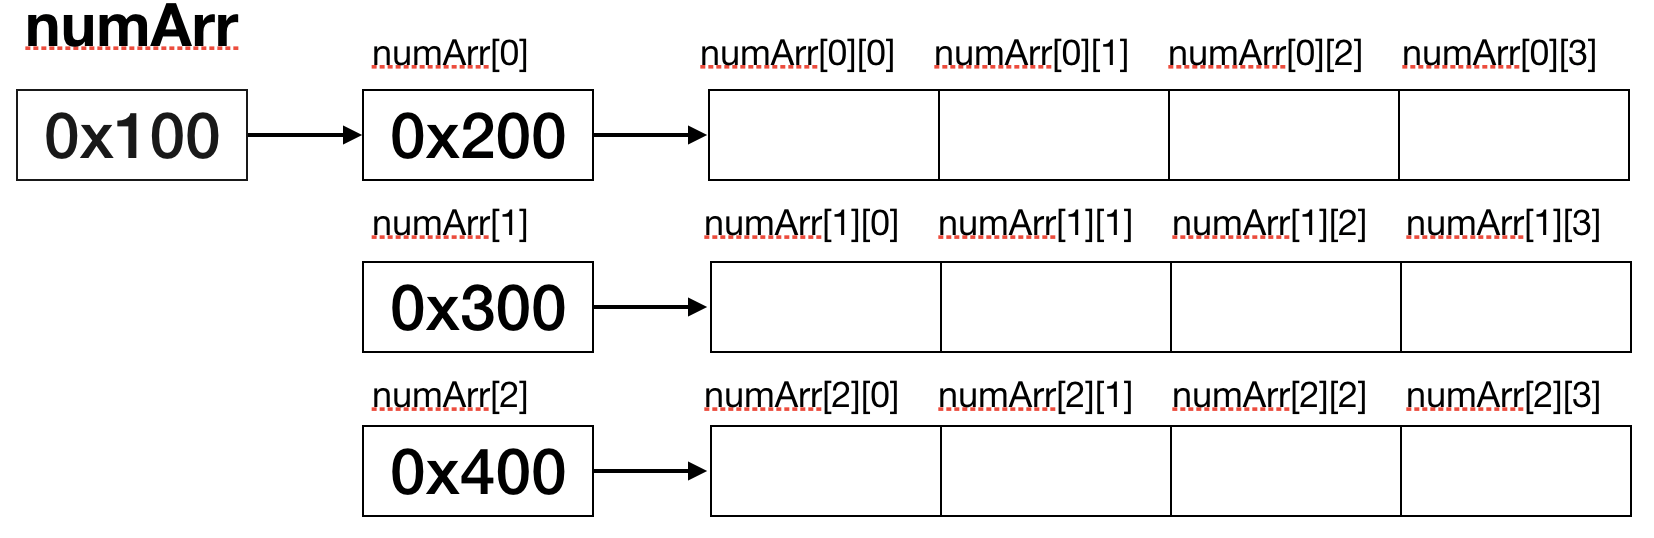 numArr
numArr[0] numArr[0][0] numArr[0][1] numArr[0][2] numArr[0][3]
0x100 0x200
numArr[1] numArr[1][0] numArr[1][1] numArr[1][2] numArr[1][3]
0x300
numArr[2] numArr[2][0] numArr[2][1] numArr[2][2] numArr[2][3]
0x400